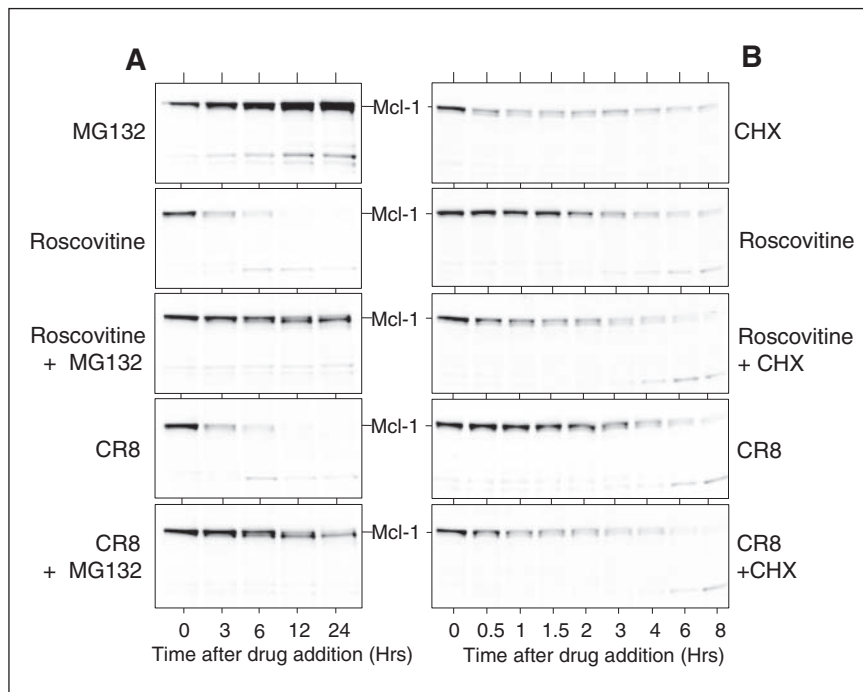 A
B
MG132
Mcl-1
CHX
Roscovitine
Mcl-1
Roscovitine
Roscovitine
+ MG132
Mcl-1
Roscovitine
+ CHX
CR8
Mcl-1
CR8
CR8
+ MG132
Mcl-1
CR8
+CHX
0 3 6 12 24
0 0.5 1 1.5 2 3 4 6 8
Time after drug addition (Hrs)
Time after drug addition (Hrs)